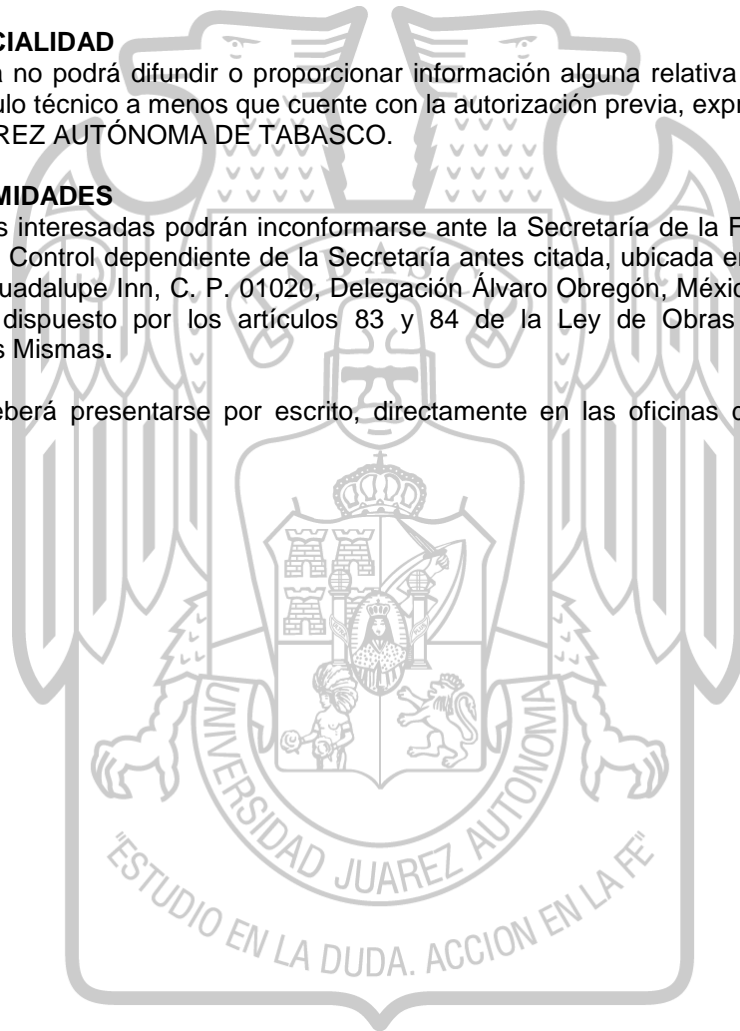 CIALIDAD
a no podrá difundir o proporcionar información alguna relativa
ulo técnico a menos que cuente con la autorización previa, expr
REZ AUTÓNOMA DE TABASCO.
MIDADES
s interesadas podrán inconformarse ante la Secretaría de la F
Control dependiente de la Secretaría antes citada, ubicada e
uadalupe Inn, C. P. 01020, Delegación Álvaro Obregón, Méxic
dispuesto por los artículos 83 y 84 de la Ley de Obras
s Mismas.
eberá presentarse por escrito, directamente en las oficinas
TABASCO
UNIVERSIDAD JUAREZ AUTONOMA
"ESTUDIO EN LA DUDA. ACCION EN LA FE"